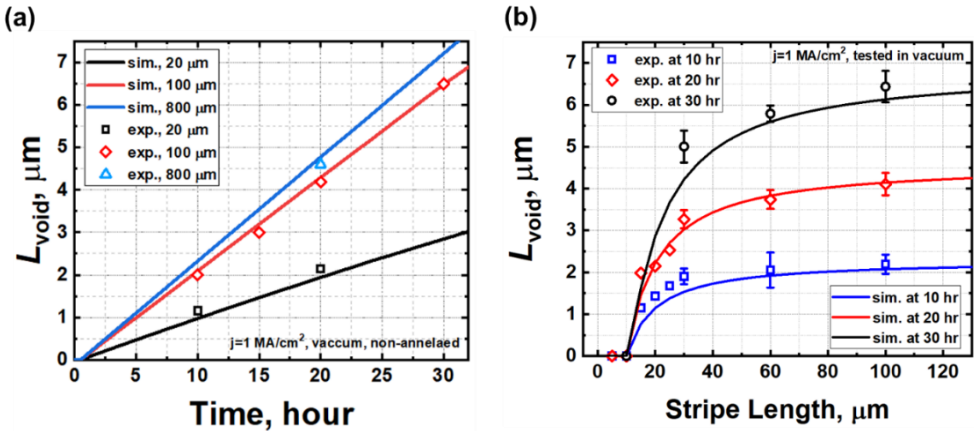 (a)
7
6
5
4
3
2
1
0
Lvoid, μm
sim., 20 μm
sim., 100 μm
sim., 800 μm
exp., 20 μm
exp., 100 μm
exp., 800 μm
j=1 MA/cm², vaccum, non-annelaed
0 5 10 15 20 25 30
Time, hour
(b)
7
6
5
4
3
2
1
0
Lvoid, μm
exp. at 10 hr
exp. at 20 hr
exp. at 30 hr
j=1 MA/cm², tested in vacuum
sim. at 10 hr
sim. at 20 hr
sim. at 30 hr
0 20 40 60 80 100 120
Stripe Length, μm